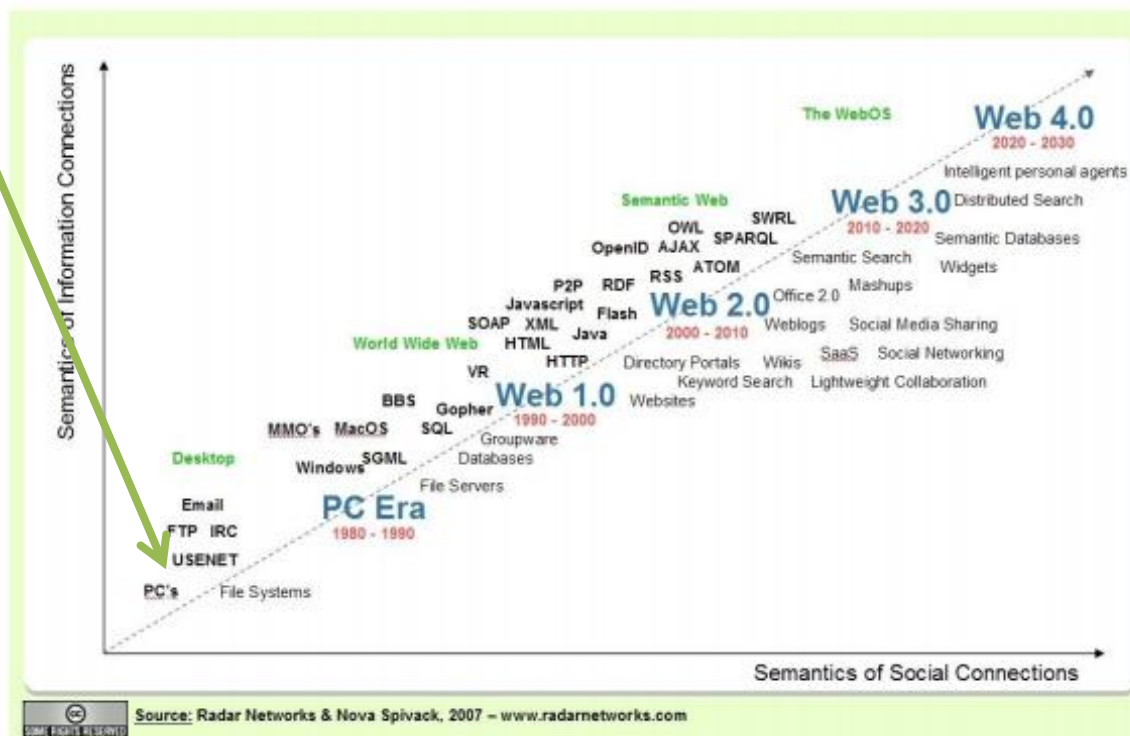 Semantics of Information Connections
The WebOS
Web 4.0
2020 - 2030
Intelligent personal agents
Semantic Web
Web 3.0
Distributed Search
2010 - 2020
SWRL
OWL
OpenID AJAX SPARQL
Semantic Databases
Semantic Search
ATOM
Widgets
P2P RDF RSS
Mashups
Javascript Flash
Web 2.0
Office 2.0
2000 - 2010
SOAP XML Java
Weblogs Social Media Sharing
World Wide Web
HTML
HTTP
Directory Portals Wikis SaaS Social Networking
VR
Keyword Search Lightweight Collaboration
Web 1.0
Websites
1990 - 2000
BBS
Gopher
MMO's MacOS SQL
Groupware
Desktop
Windows SGML
Databases
File Servers
Email
PC Era
1980 - 1990
FTP IRC
USENET
PC's File Systems
Semantics of Social Connections
cc
SOME RIGHTS RESERVED
Source: Radar Networks & Nova Spivack, 2007 – www.radarnetworks.com